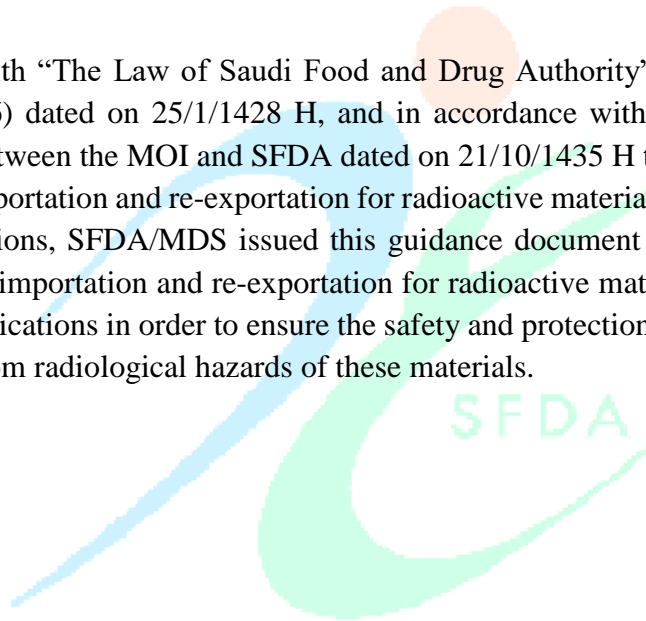 th “The Law of Saudi Food and Drug Authority”
) dated on 25/1/1428 H, and in accordance with
tween the MOI and SFDA dated on 21/10/1435 H t
portation and re-exportation for radioactive materia
ions, SFDA/MDS issued this guidance document
importation and re-exportation for radioactive mat
ications in order to ensure the safety and protection
om radiological hazards of these materials.
SFDA